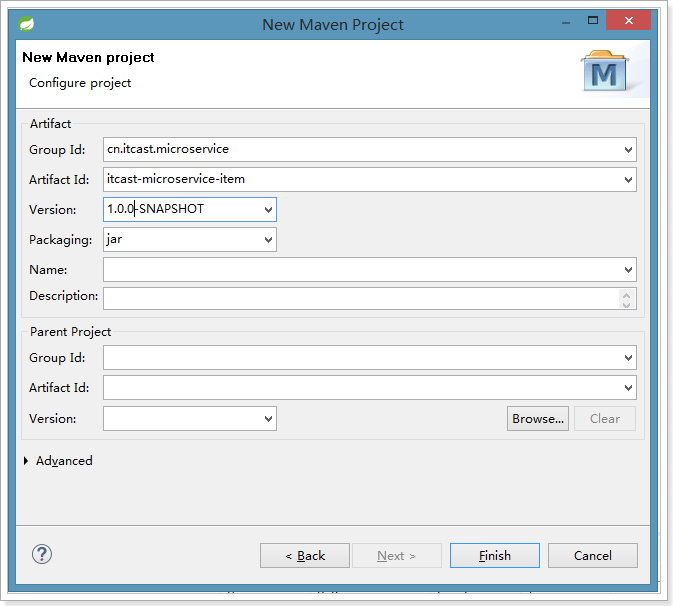 New Maven Project
New Maven project
Configure project
M
Artifact
Group Id: cn.itcast.microservice
Artifact Id: itcast-microservice-item
Version: 1.0.0-SNAPSHOT
Packaging: jar
Name:
Description:
Parent Project
Group Id:
Artifact Id:
Version: Browse... Clear
Advanced
? < Back Next > Finish Cancel